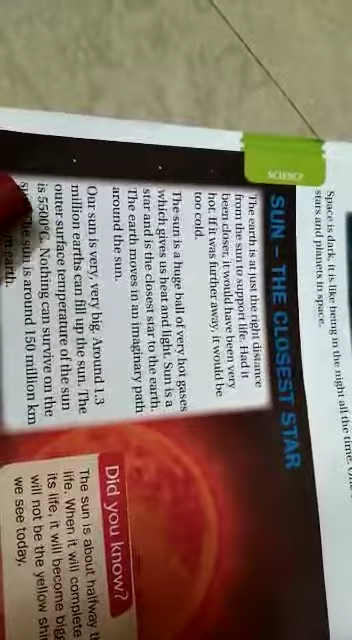 Space is dark, it is like being in the night all the time.
stars and planets in space.
SCIENCE
SUN – THE CLOSEST STAR
The earth is at just the right distance
from the sun to support life. Had it
been closer, it would have been very
hot. If it was further away, it would be
too cold.
The sun is a huge ball of very hot gases
which gives us heat and light. Sun is a
star and is the closest star to the earth.
The earth moves in an imaginary path
around the sun.
Our sun is very, very big. Around 1.3
million earths can fill up the sun. The
outer surface temperature of the sun
is 5500°C. Nothing can survive on the
sun is around 150 million km
earth.
Did you know?
The sun is about halfway
life. When it will complete
its life, it will become
will not be the yellow
we see today.